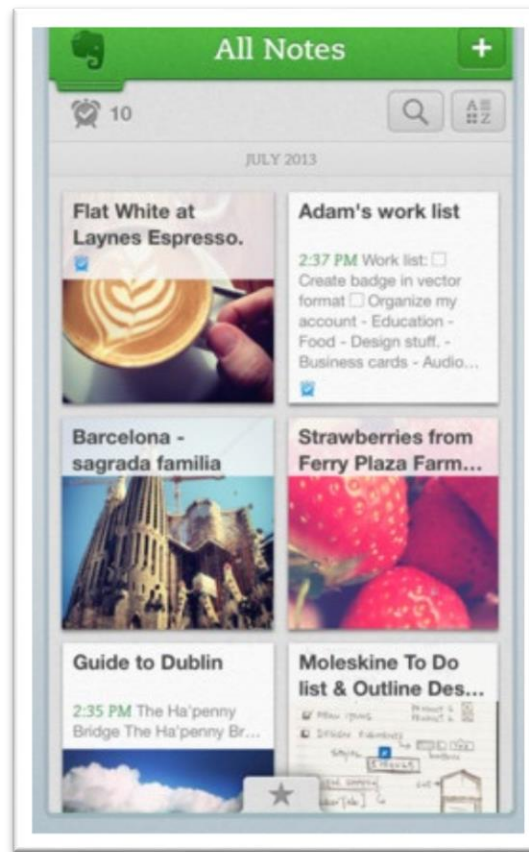 All Notes
+
10
A
Z
JULY 2013
Flat White at
Laynes Espresso.
Adam's work list
2:37 PM Work list: ☐
Create badge in vector
format ☐ Organize my
account - Education -
Food - Design stuff. -
Business cards - Audio...
Barcelona -
sagrada familia
Strawberries from
Ferry Plaza Farm...
Guide to Dublin
2:35 PM The Ha'penny
Bridge The Ha'penny Br...
Moleskine To Do
list & Outline Des...